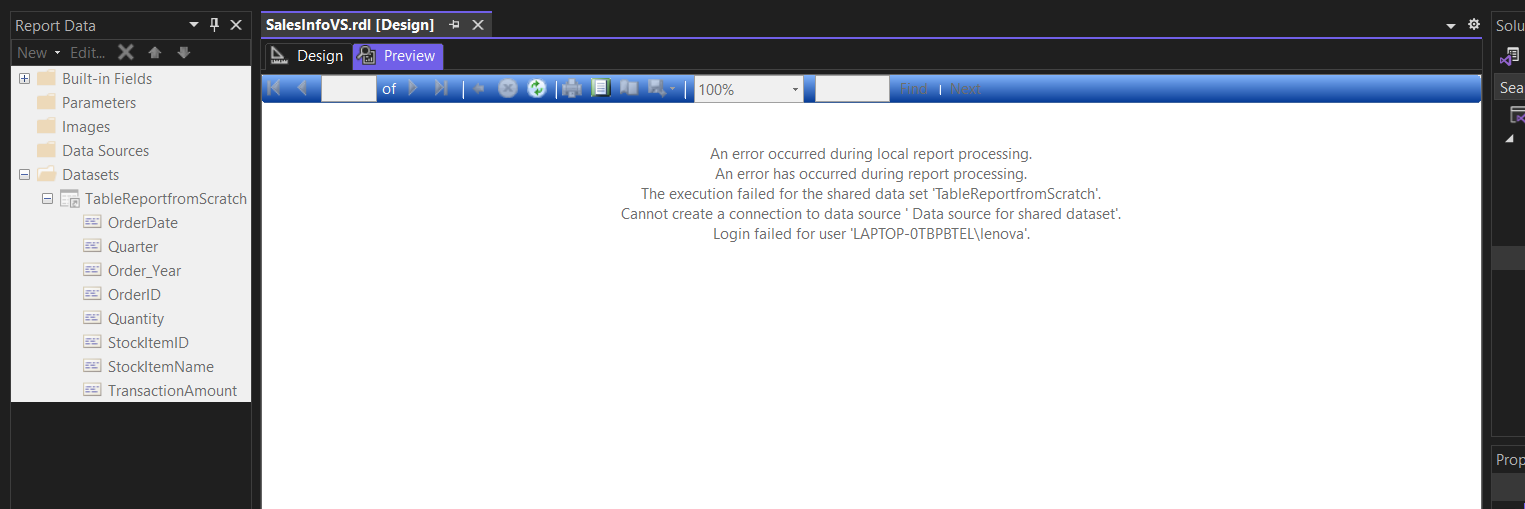 Report Data
SalesInfoVS.rdl [Design]
Solu
New
Edit...
Design
Preview
of
100%
Find
Next
Sea
Built-in Fields
Parameters
Images
Data Sources
Datasets
TableReportfromScratch
OrderDate
Quarter
Order_Year
OrderID
Quantity
StockItemID
StockItemName
TransactionAmount
An error occurred during local report processing.
An error has occurred during report processing.
The execution failed for the shared data set 'TableReportfromScratch'.
Cannot create a connection to data source ' Data source for shared dataset'.
Login failed for user 'LAPTOP-0TBPBTEL\lenova'.
Prop